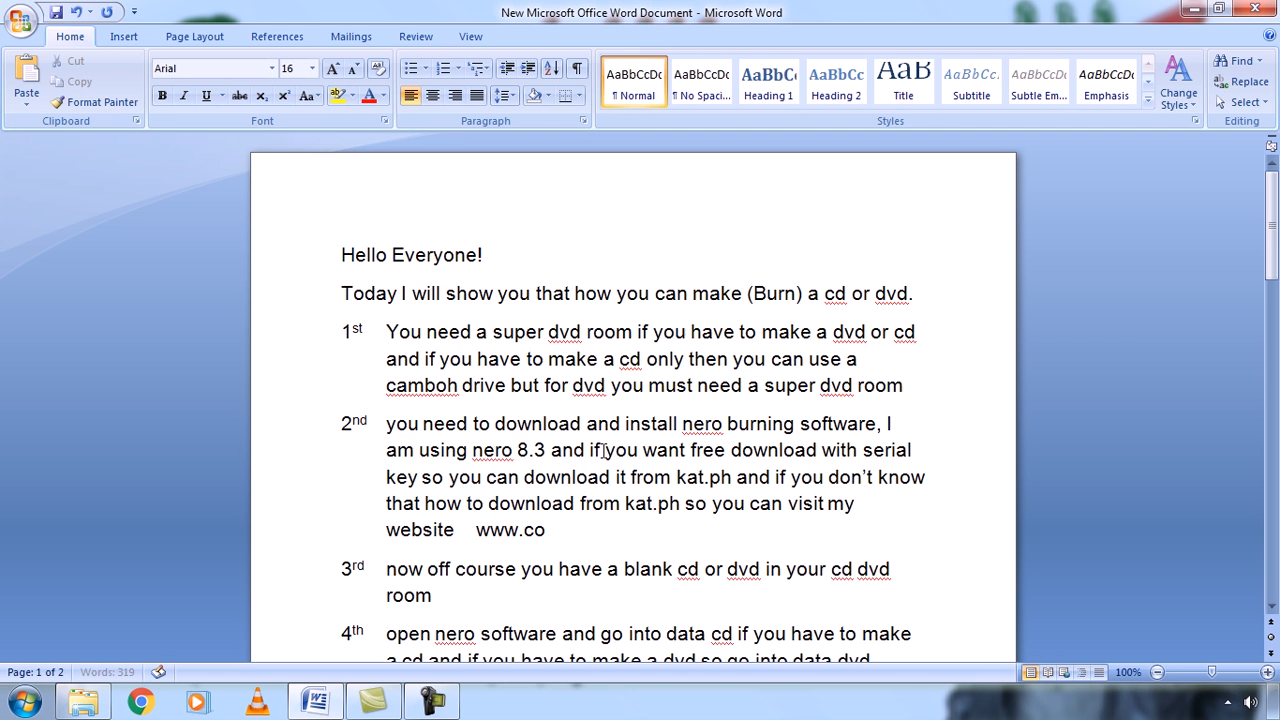 New Microsoft Office Word Document - Microsoft Word
Home Insert Page Layout References Mailings Review View
Paste
Cut
Copy
Format Painter
Clipboard
Arial 16
Font
Paragraph
AaBbCcDc AaBbCcDc AaBbC AaBbCc AaB AaBbCc. AaBbCcDc AaBbCcDc
¶ Normal ¶ No Spaci... Heading 1 Heading 2 Title Subtitle Subtle Em... Emphasis
Styles
Change Styles
Find
Replace
Select
Editing
Hello Everyone!
Today I will show you that how you can make (Burn) a cd or dvd.
1st You need a super dvd room if you have to make a dvd or cd
and if you have to make a cd only then you can use a
camboh drive but for dvd you must need a super dvd room
2nd you need to download and install nero burning software, I
am using nero 8.3 and if you want free download with serial
key so you can download it from kat.ph and if you don’t know
that how to download from kat.ph so you can visit my
website www.co
3rd now off course you have a blank cd or dvd in your cd dvd
room
4th open nero software and go into data cd if you have to make
a cd and if you have to make a dvd so go into data dvd
Page: 1 of 2 Words: 319 100%